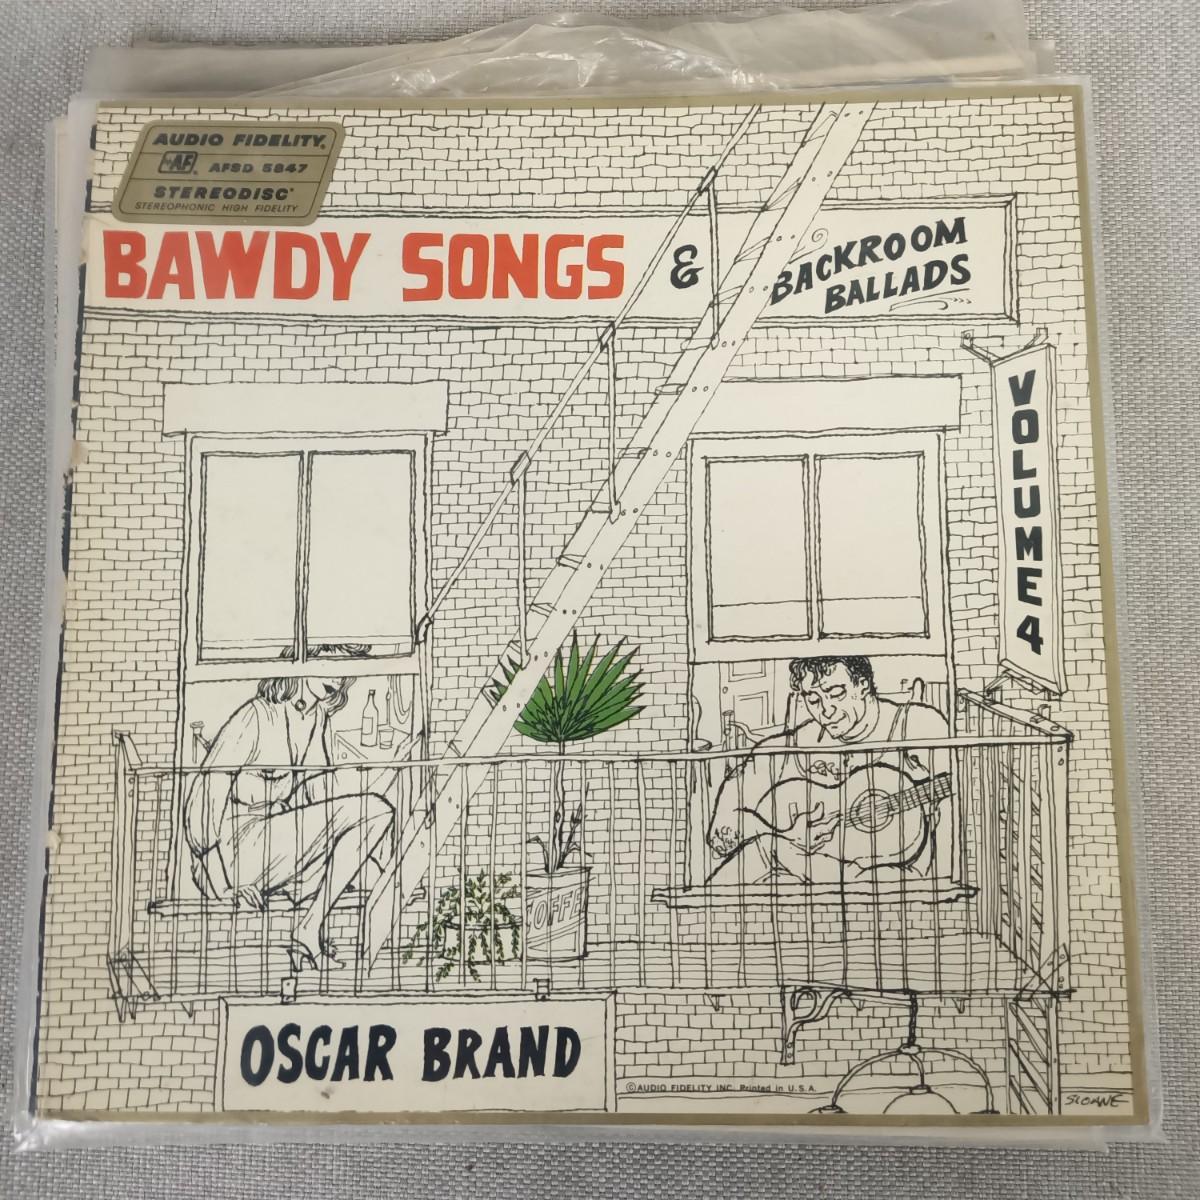 AUDIO FIDELITY®
AF® AFSD 5847
STEREODISC®
STEREOPHONIC HIGH FIDELITY
BAWDY SONGS & BACKROOM
BALLADS
VOLUME 4
COFFE
OSCAR BRAND
©AUDIO FIDELITY INC. Printed in U.S.A.
SLOANE